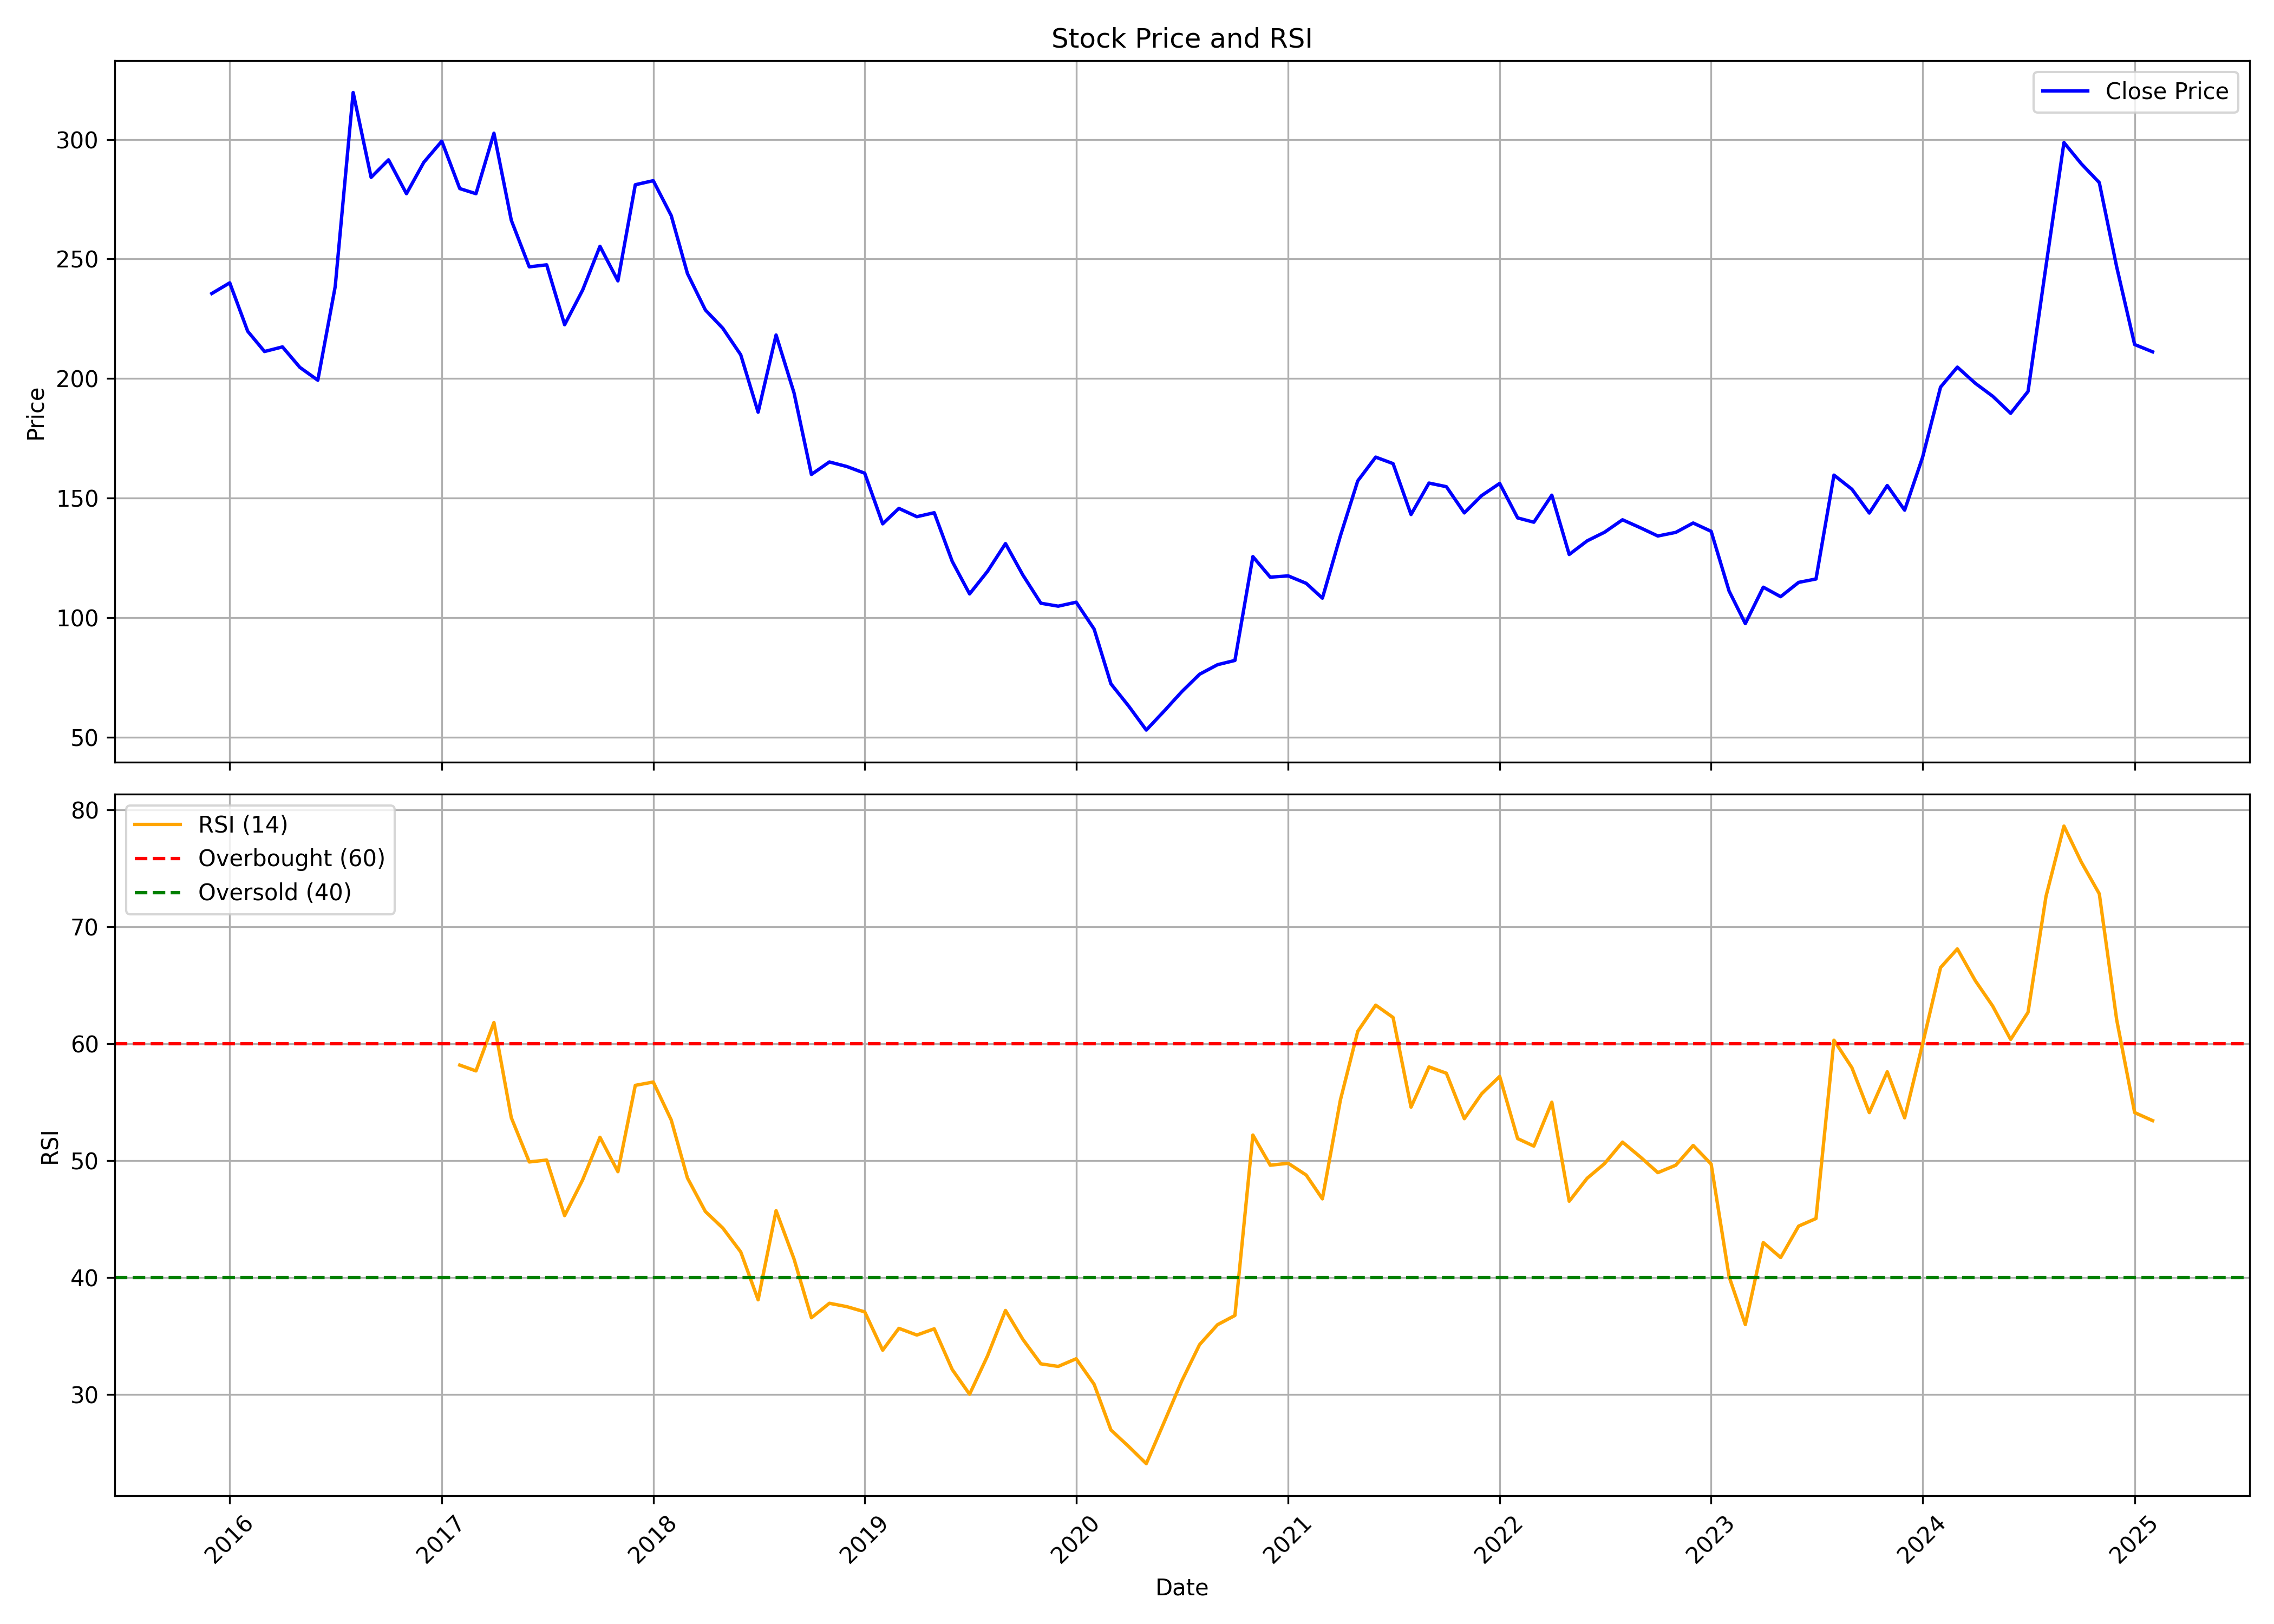 Stock Price and RSI
Close Price
300
250
200
150
100
50
Price
RSI (14)
Overbought (60)
Oversold (40)
80
70
60
50
40
30
RSI
2016
2017
2018
2019
2020
2021
2022
2023
2024
2025
Date